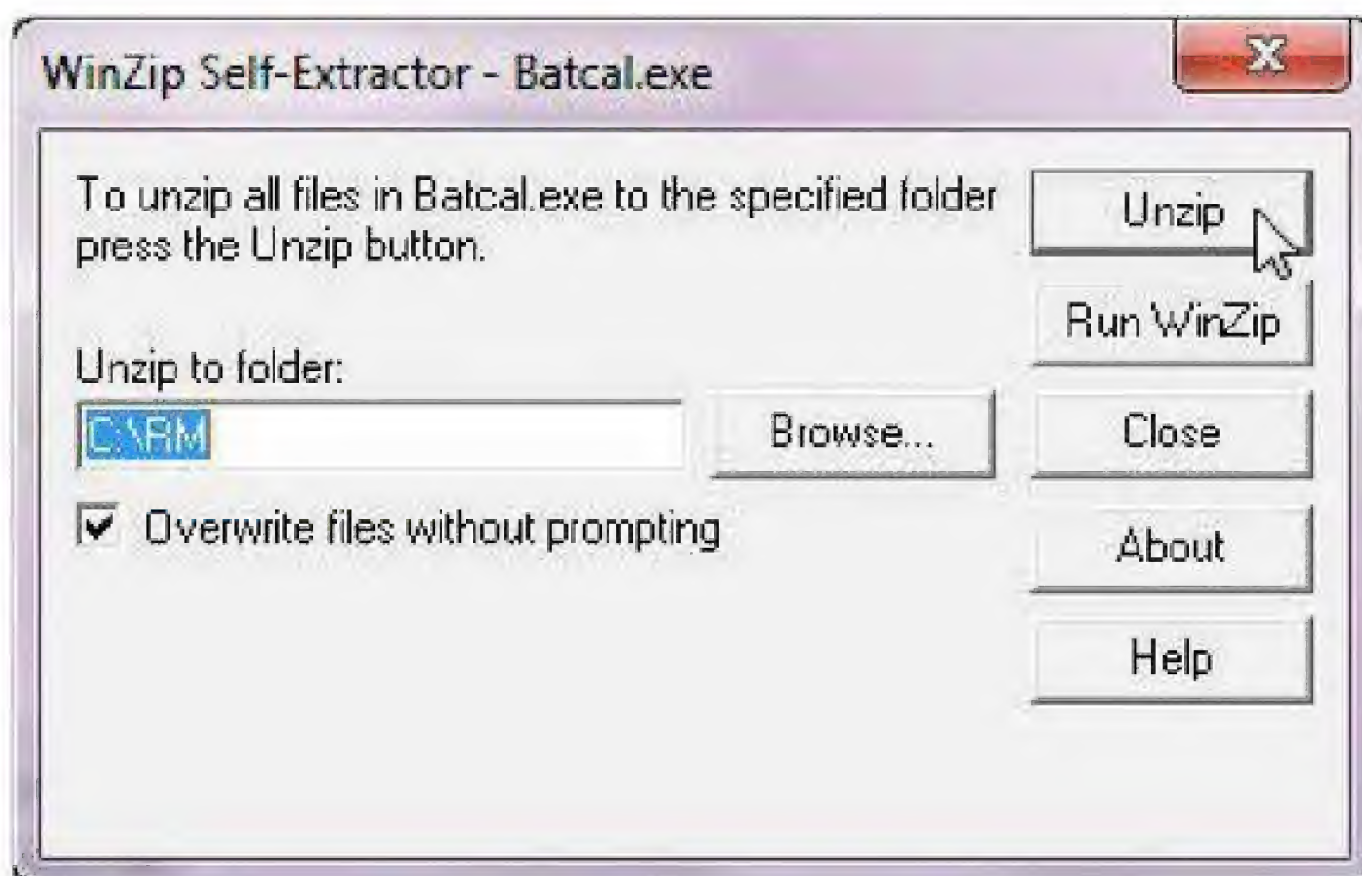 WinZip Self-Extractor - Batcal.exe
To unzip all files in Batcal.exe to the specified folder
press the Unzip button.
Unzip
Run WinZip
Unzip to folder:
C:\RM
Browse...
Close
Overwrite files without prompting
About
Help